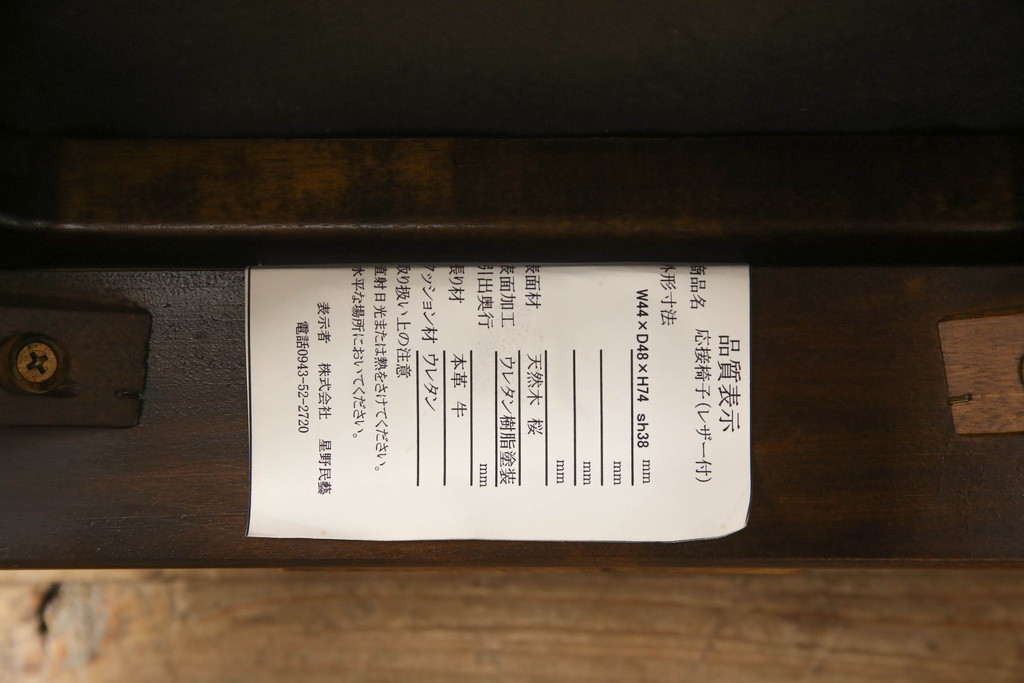 品質表示
商品名 応接椅子(レザー付)
外形寸法
W44×D48×H74 sh38 mm
mm
mm
mm
表面材 天然木 桜
表面加工 ウレタン樹脂塗装
引出奥行 mm
張り材 本革 牛
クッション材 ウレタン
取り扱い上の注意
直射日光または熱をさけてください。
水平な場所においてください。
表示者 株式会社 星野民藝
電話0943-52-2720